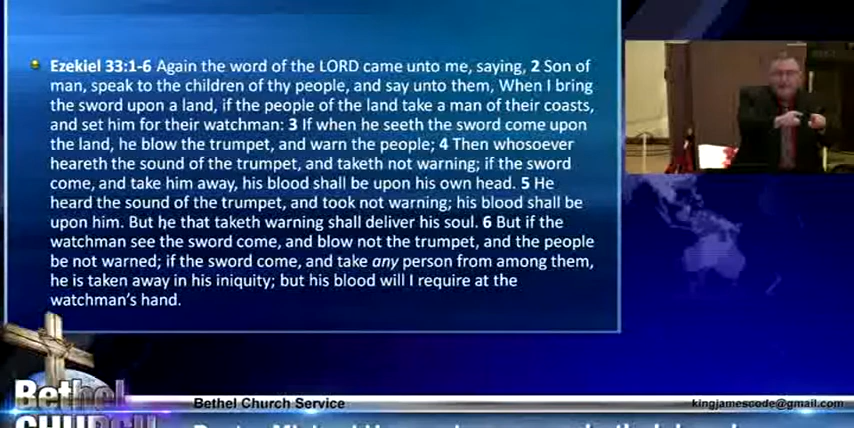 Ezekiel 33:1-6 Again the word of the LORD came unto me, saying, 2 Son of
man, speak to the children of thy people, and say unto them, When I bring
the sword upon a land, if the people of the land take a man of their coasts,
and set him for their watchman: 3 If when he seeth the sword come upon
the land, he blow the trumpet, and warn the people; 4 Then whosoever
heareth the sound of the trumpet, and taketh not warning; if the sword
come, and take him away, his blood shall be upon his own head. 5 He
heard the sound of the trumpet, and took not warning; his blood shall be
upon him. But he that taketh warning shall deliver his soul. 6 But if the
watchman see the sword come, and blow not the trumpet, and the people
be not warned; if the sword come, and take any person from among them,
he is taken away in his iniquity; but his blood will I require at the
watchman's hand.
Bethel
CHURCH
Bethel Church Service
kingjamescode@gmail.com